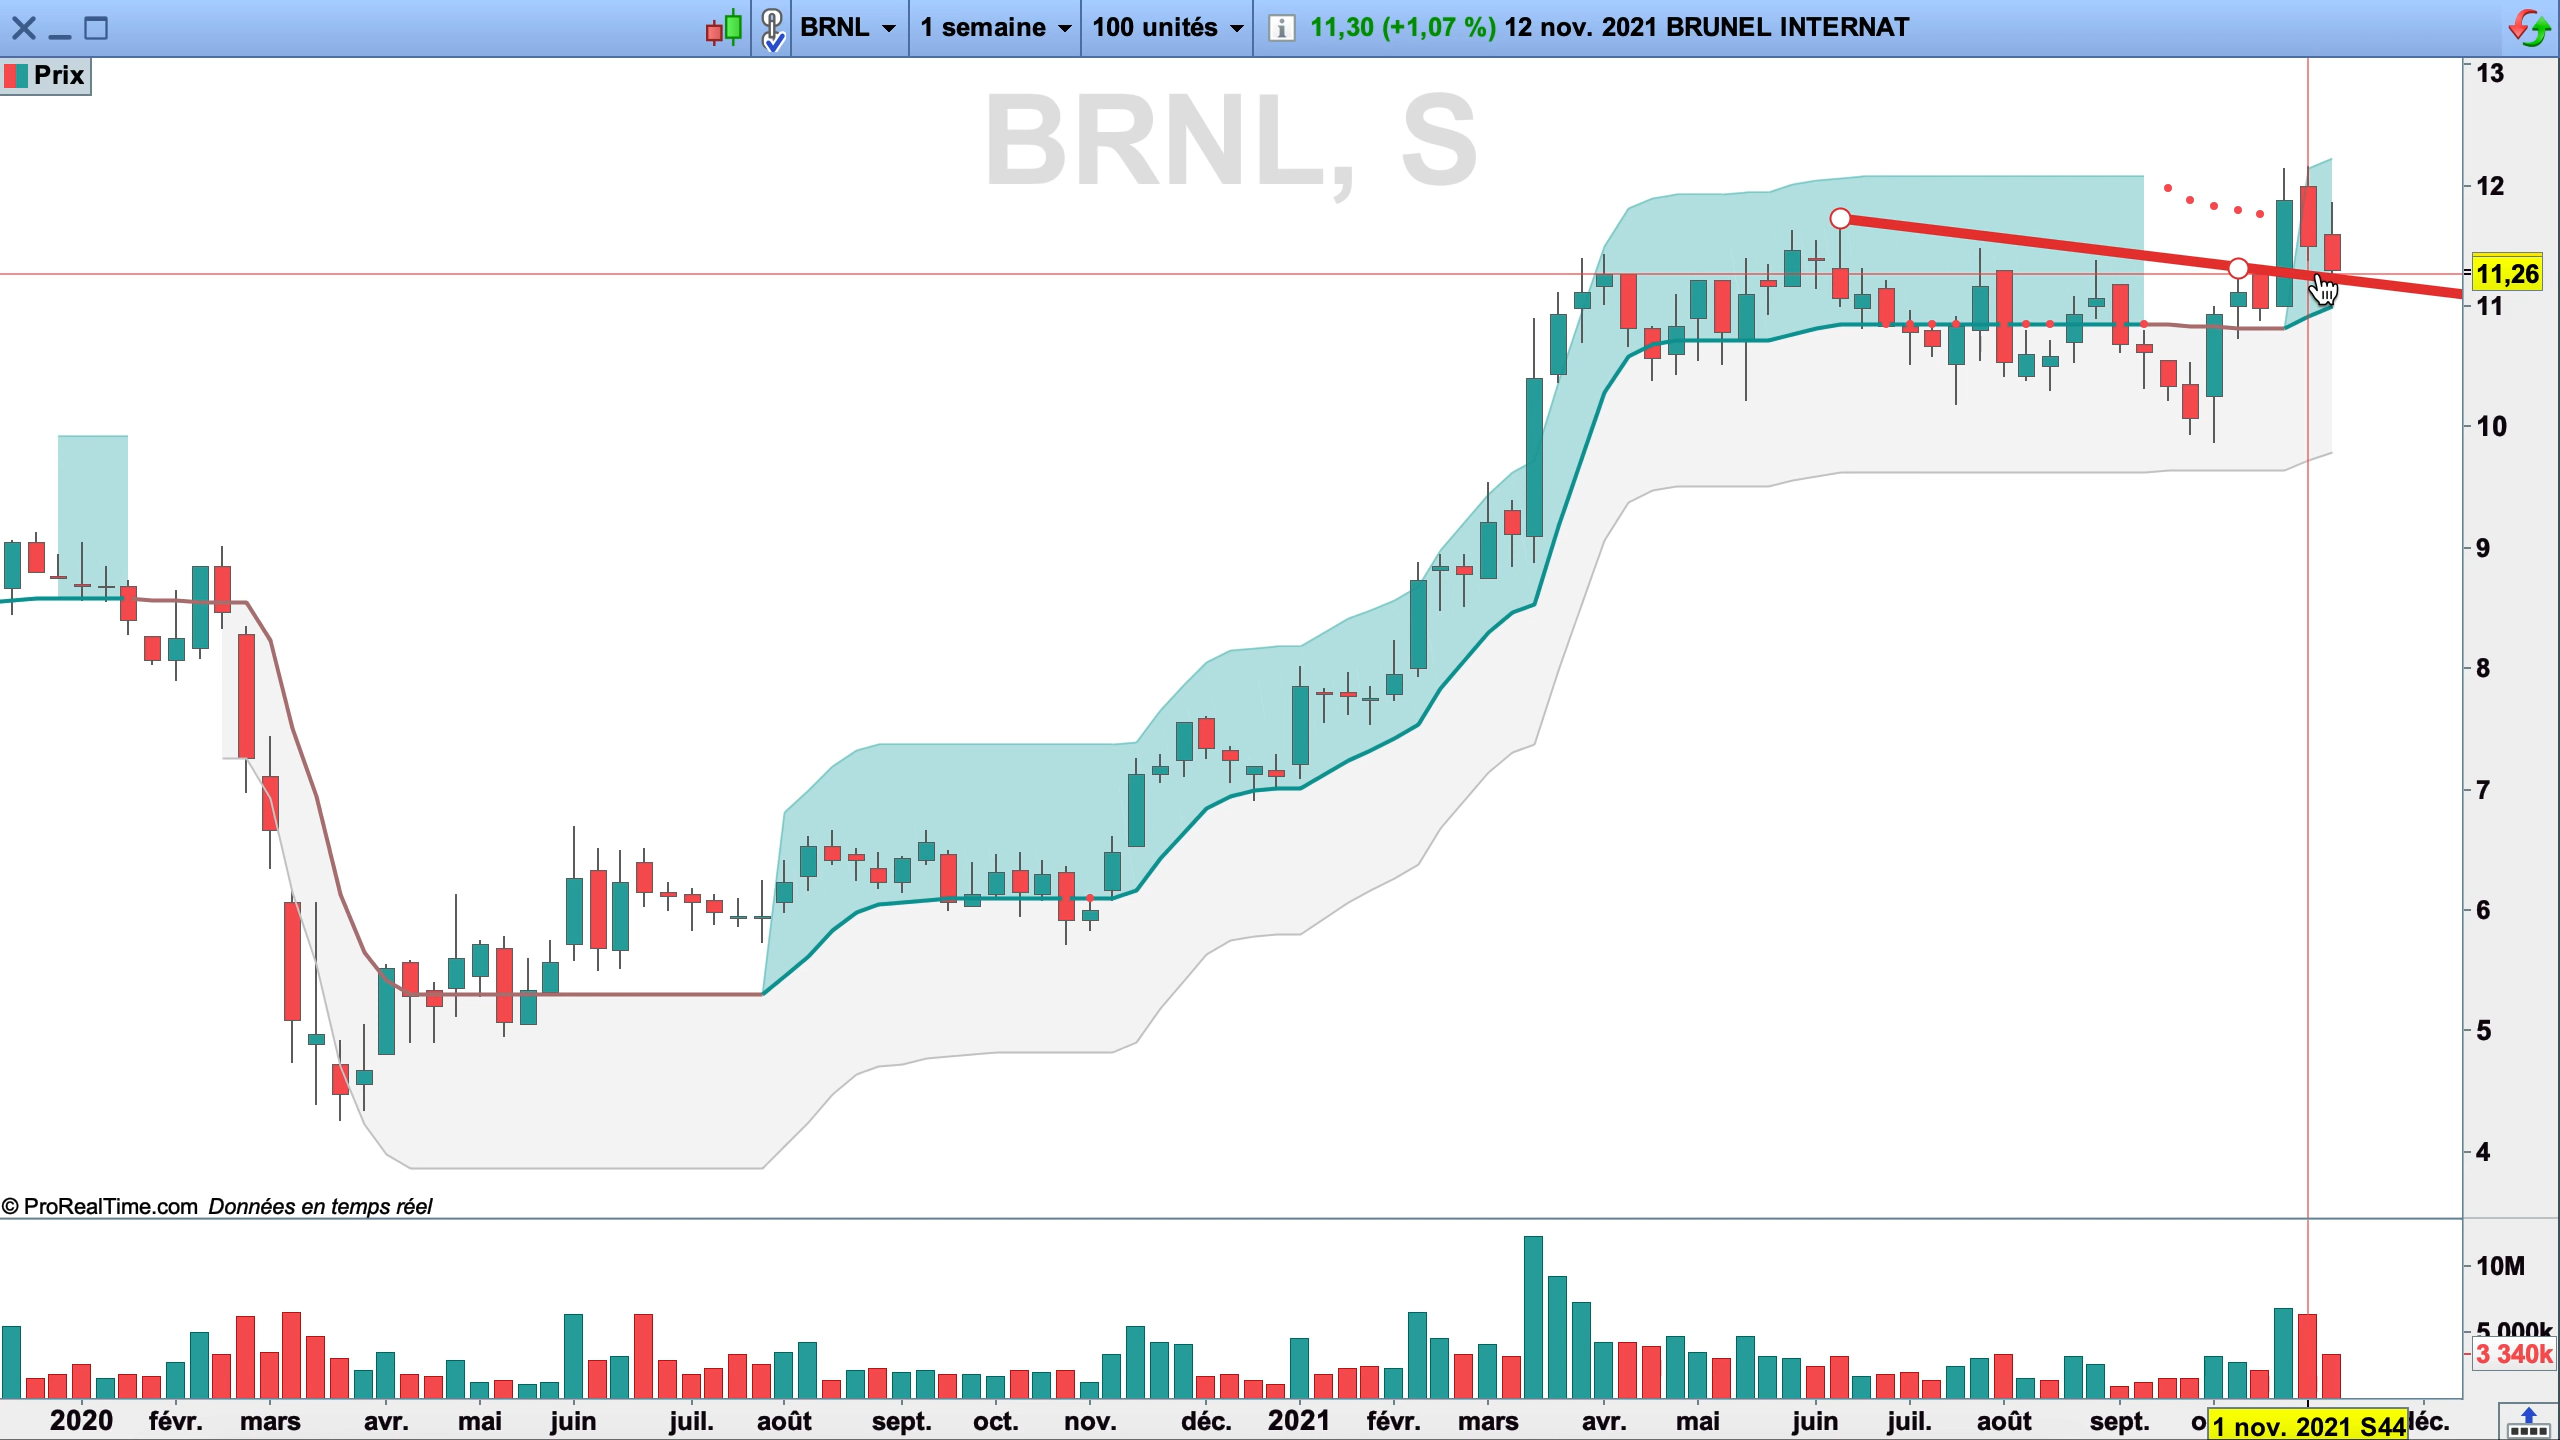 BRNL 1 semaine 100 unités 11,30 (+1,07 %) 12 nov. 2021 BRUNEL INTERNAT
Prix
BRNL, S
13
12
11,26
11
10
9
8
7
6
5
4
© ProRealTime.com Données en temps réel
10M
5 000k
3 340k
2020 févr. mars avr. mai juin juil. août sept. oct. nov. déc. 2021 févr. mars avr. mai juin juil. août sept. o 1 nov. 2021 S44 déc.